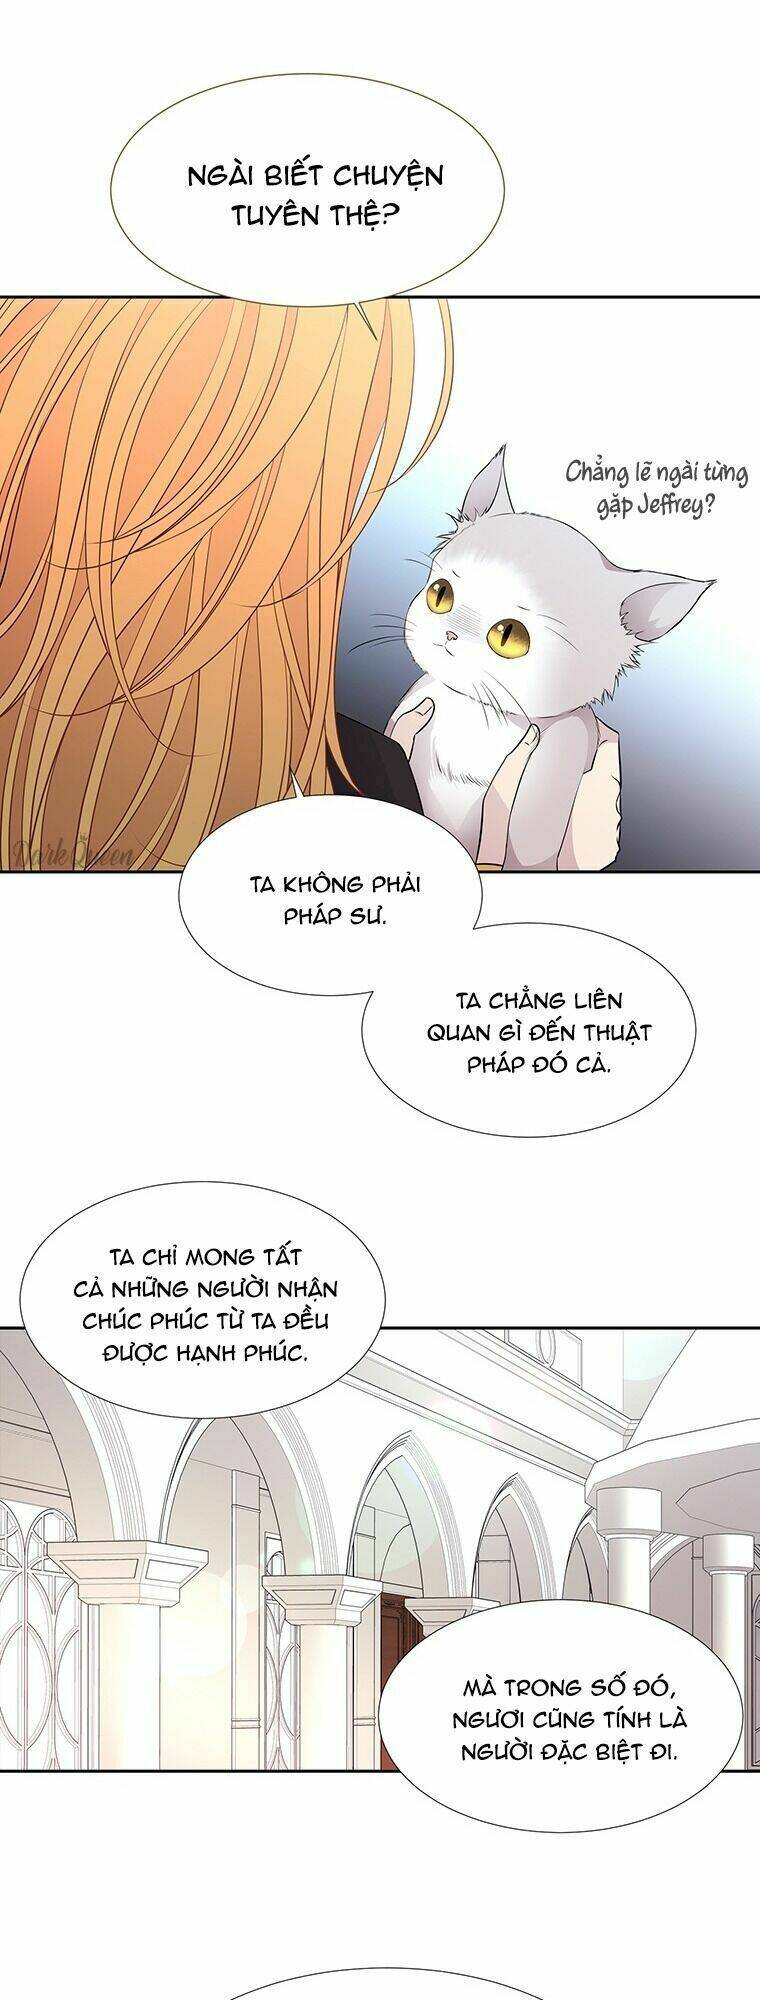 NGÀI BIẾT CHUYỆN
TUYÊN THỆ?
Chẳng lẽ ngài từng
gặp Jeffrey?
DarkQueen
TA KHÔNG PHẢI
PHÁP SƯ.
TA CHẲNG LIÊN
QUAN GÌ ĐẾN THUẬT
PHÁP ĐÓ CẢ.
TA CHỈ MONG TẤT
CẢ NHỮNG NGƯỜI NHẬN
CHÚC PHÚC TỪ TA ĐỀU
ĐƯỢC HẠNH PHÚC.
MÀ TRONG SỐ ĐÓ,
NGƯƠI CŨNG TÍNH LÀ
NGƯỜI ĐẶC BIỆT ĐI.